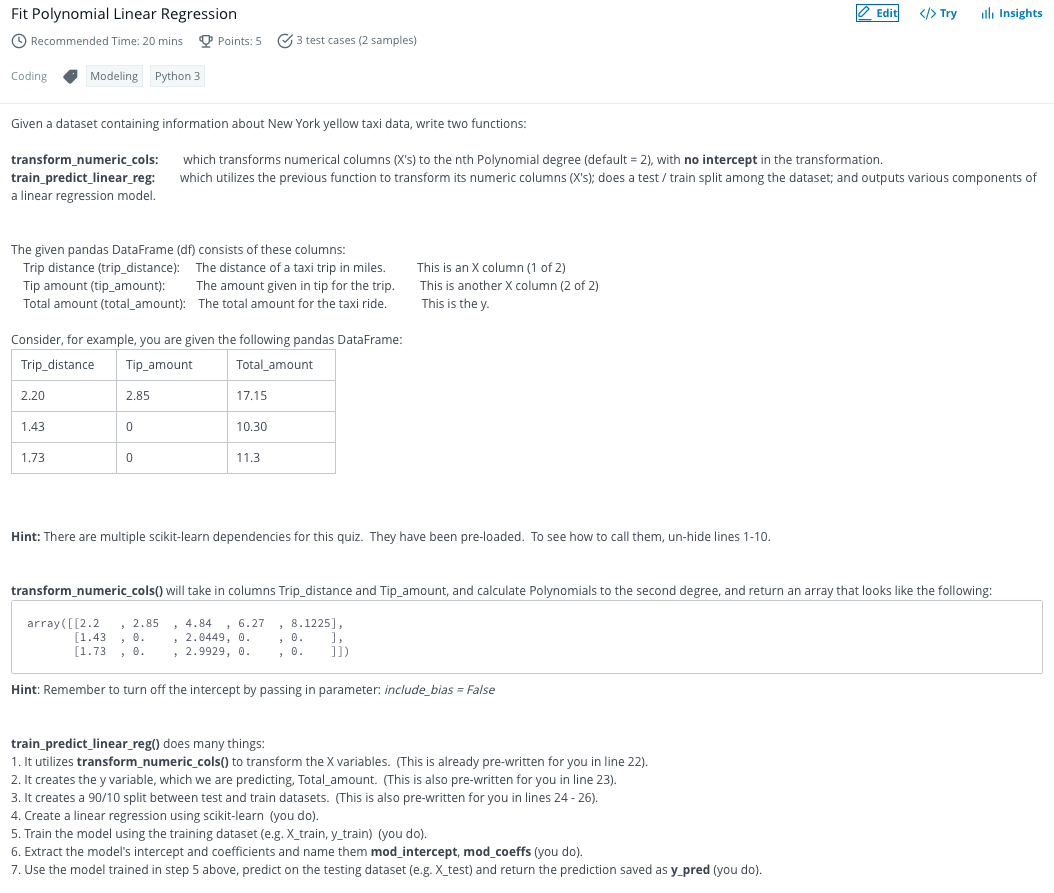 Fit Polynomial Linear Regression
Edit Try Insights
Recommended Time: 20 mins Points: 5 3 test cases (2 samples)
Coding Modeling Python 3
Given a dataset containing information about New York yellow taxi data, write two functions:
transform_numeric_cols: which transforms numerical columns (X's) to the nth Polynomial degree (default = 2), with no intercept in the transformation.
train_predict_linear_reg: which utilizes the previous function to transform its numeric columns (X's); does a test / train split among the dataset; and outputs various components of
a linear regression model.
The given pandas DataFrame (df) consists of these columns:
Trip distance (trip_distance): The distance of a taxi trip in miles. This is an X column (1 of 2)
Tip amount (tip_amount): The amount given in tip for the trip. This is another X column (2 of 2)
Total amount (total_amount): The total amount for the taxi ride. This is the y.
Consider, for example, you are given the following pandas DataFrame:
Trip_distance Tip_amount Total_amount
2.20 2.85 17.15
1.43 0 10.30
1.73 0 11.3
Hint: There are multiple scikit-learn dependencies for this quiz. They have been pre-loaded. To see how to call them, un-hide lines 1-10.
transform_numeric_cols() will take in columns Trip_distance and Tip_amount, and calculate Polynomials to the second degree, and return an array that looks like the following:
array([[2.2 , 2.85 , 4.84 , 6.27 , 8.1225],
[1.43 , 0. , 2.0449, 0. , 0. ],
[1.73 , 0. , 2.9929, 0. , 0. ]])
Hint: Remember to turn off the intercept by passing in parameter: include_bias = False
train_predict_linear_reg() does many things:
1. It utilizes transform_numeric_cols() to transform the X variables. (This is already pre-written for you in line 22).
2. It creates the y variable, which we are predicting, Total_amount. (This is also pre-written for you in line 23).
3. It creates a 90/10 split between test and train datasets. (This is also pre-written for you in lines 24 - 26).
4. Create a linear regression using scikit-learn (you do).
5. Train the model using the training dataset (e.g. X_train, y_train) (you do).
6. Extract the model's intercept and coefficients and name them mod_intercept, mod_coeffs (you do).
7. Use the model trained in step 5 above, predict on the testing dataset (e.g. X_test) and return the prediction saved as y_pred (you do).